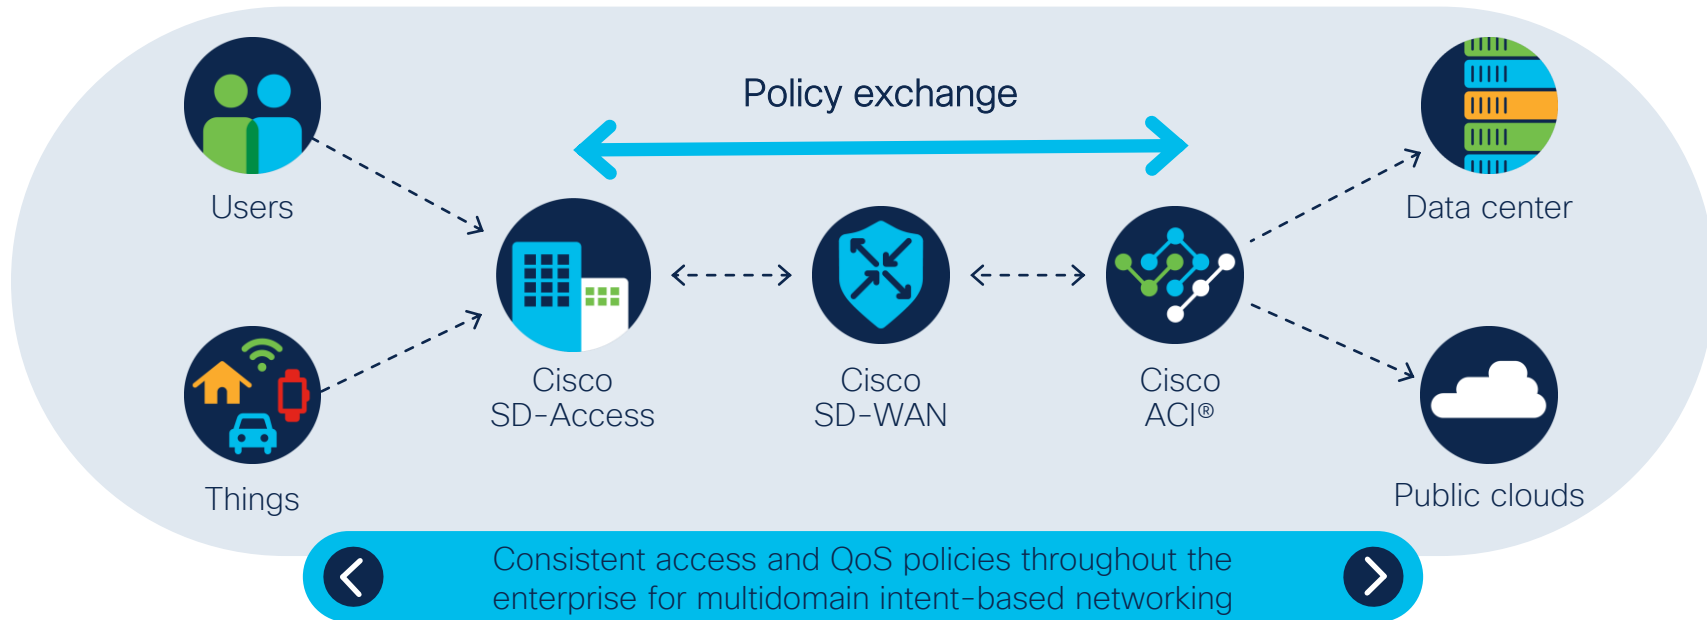 Policy exchange
Users
Data center
Cisco
SD-Access
Cisco
SD-WAN
Cisco
ACI®
Things
Public clouds
Consistent access and QoS policies throughout the
enterprise for multidomain intent-based networking